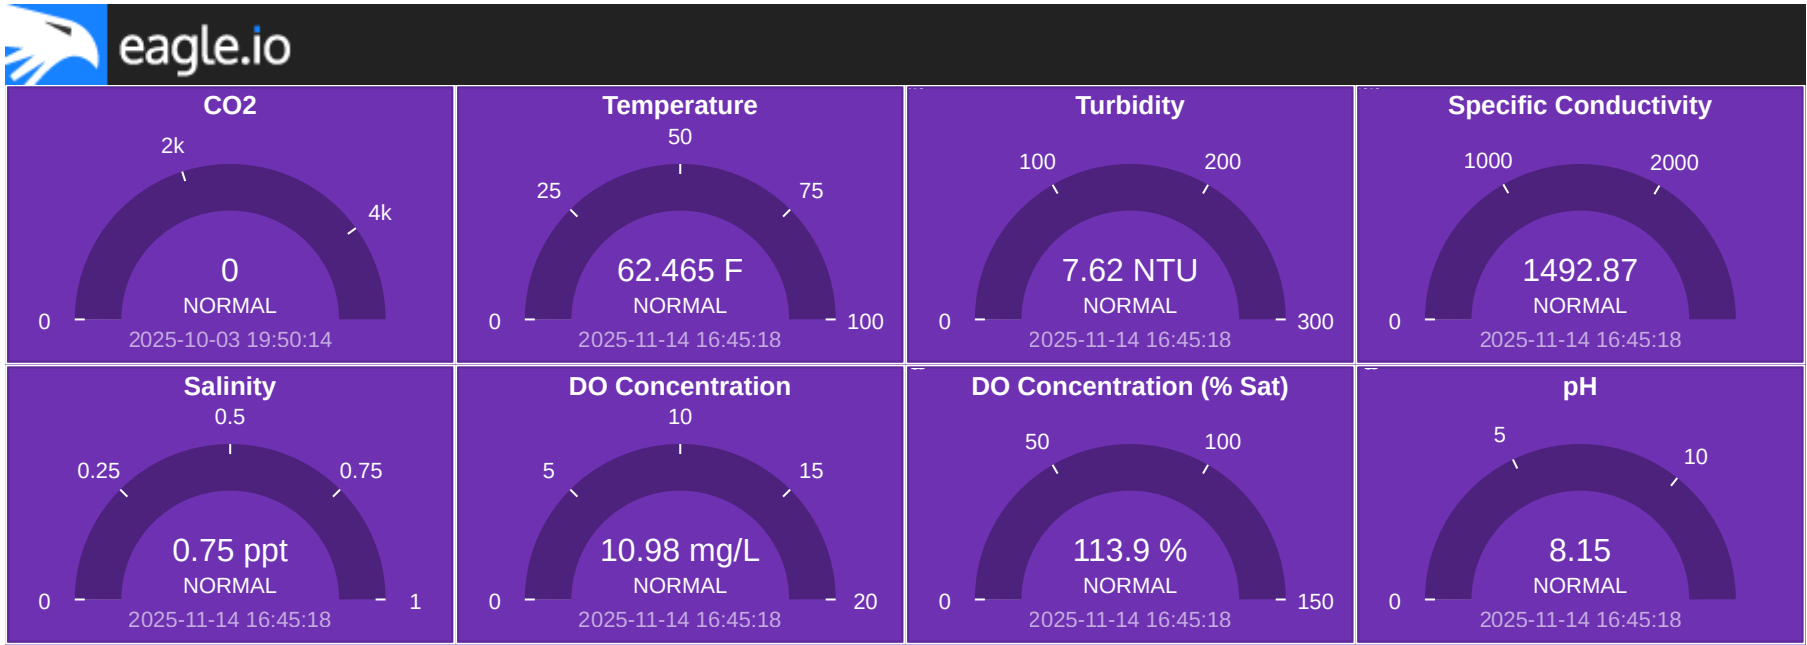 eagle.io
CO2
2k
4k
0
0
NORMAL
2025-10-03 19:50:14
Temperature
50
25
75
62.465 F
NORMAL
0
100
2025-11-14 16:45:18
Turbidity
100
200
7.62 NTU
NORMAL
0
300
2025-11-14 16:45:18
Specific Conductivity
1000
2000
1492.87
NORMAL
0
2025-11-14 16:45:18
Salinity
0.5
0.25
0.75
0.75 ppt
NORMAL
0
1
2025-11-14 16:45:18
DO Concentration
10
5
15
10.98 mg/L
NORMAL
0
20
2025-11-14 16:45:18
DO Concentration (% Sat)
50
100
113.9 %
NORMAL
0
150
2025-11-14 16:45:18
pH
5
10
8.15
NORMAL
0
2025-11-14 16:45:18